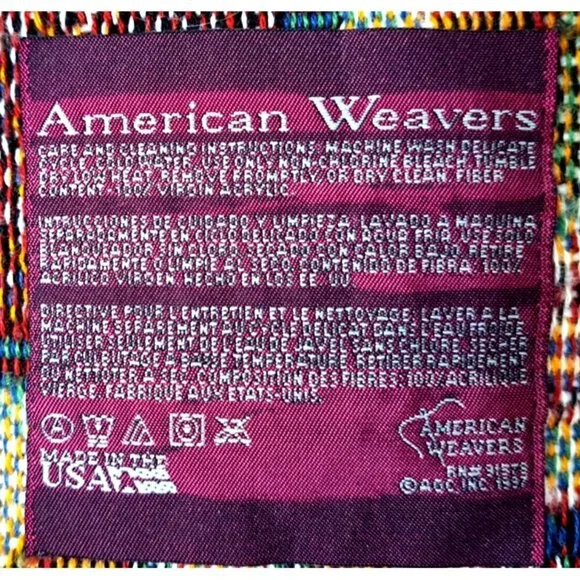 American Weavers
CARE AND CLEANING INSTRUCTIONS. MACHINE WASH DELICATE
CYCLE. COLD WATER. USE ONLY NON-CHLORINE BLEACH. TUMBLE
DRY LOW HEAT. REMOVE PROMPTLY, OR DRY CLEAN. FIBER
CONTENT-100% VIRGIN ACRYLIC.
INTRUCCIONES DE CUIDADO Y LIMPIEZA. LAVADO A MAQUINA
SEPARADAMENTE EN CICLO DELICADO CON AGUA FRIA. USE SOLO
BLANQUEADOR SIN CLORO. SECADO CON CALOR BAJO. RETIRE
RAPIDAMENTE, O LIMPIE AL SECO. CONTENIDO DE FIBRA. 100%
ACRILICO VIRGEN. HECHO EN LOS EE. UU.
DIRECTIVE POUR L'ENTRETIEN ET LE NETTOYAGE. LAVER A LA
MACHINE SEPAREMENT AU CYCLE DELICAT DANS L'EAU FROIDE.
UTILISER SEULEMENT DE L'EAU DE JAVEL SANS CHLORE. SECHER
PAR CULBUTAGE A BASSE TEMPERATURE. RETIRER RAPIDEMENT
OU NETTOYER A SEC. COMPOSITION DES FIBRES: 100% ACRILIQUE
VIERGE. FABRIQUE AUX ETATS-UNIS.
A
MADE IN THE
USA
AMERICAN
WEAVERS
RN# 91578
© ACC, INC 1997